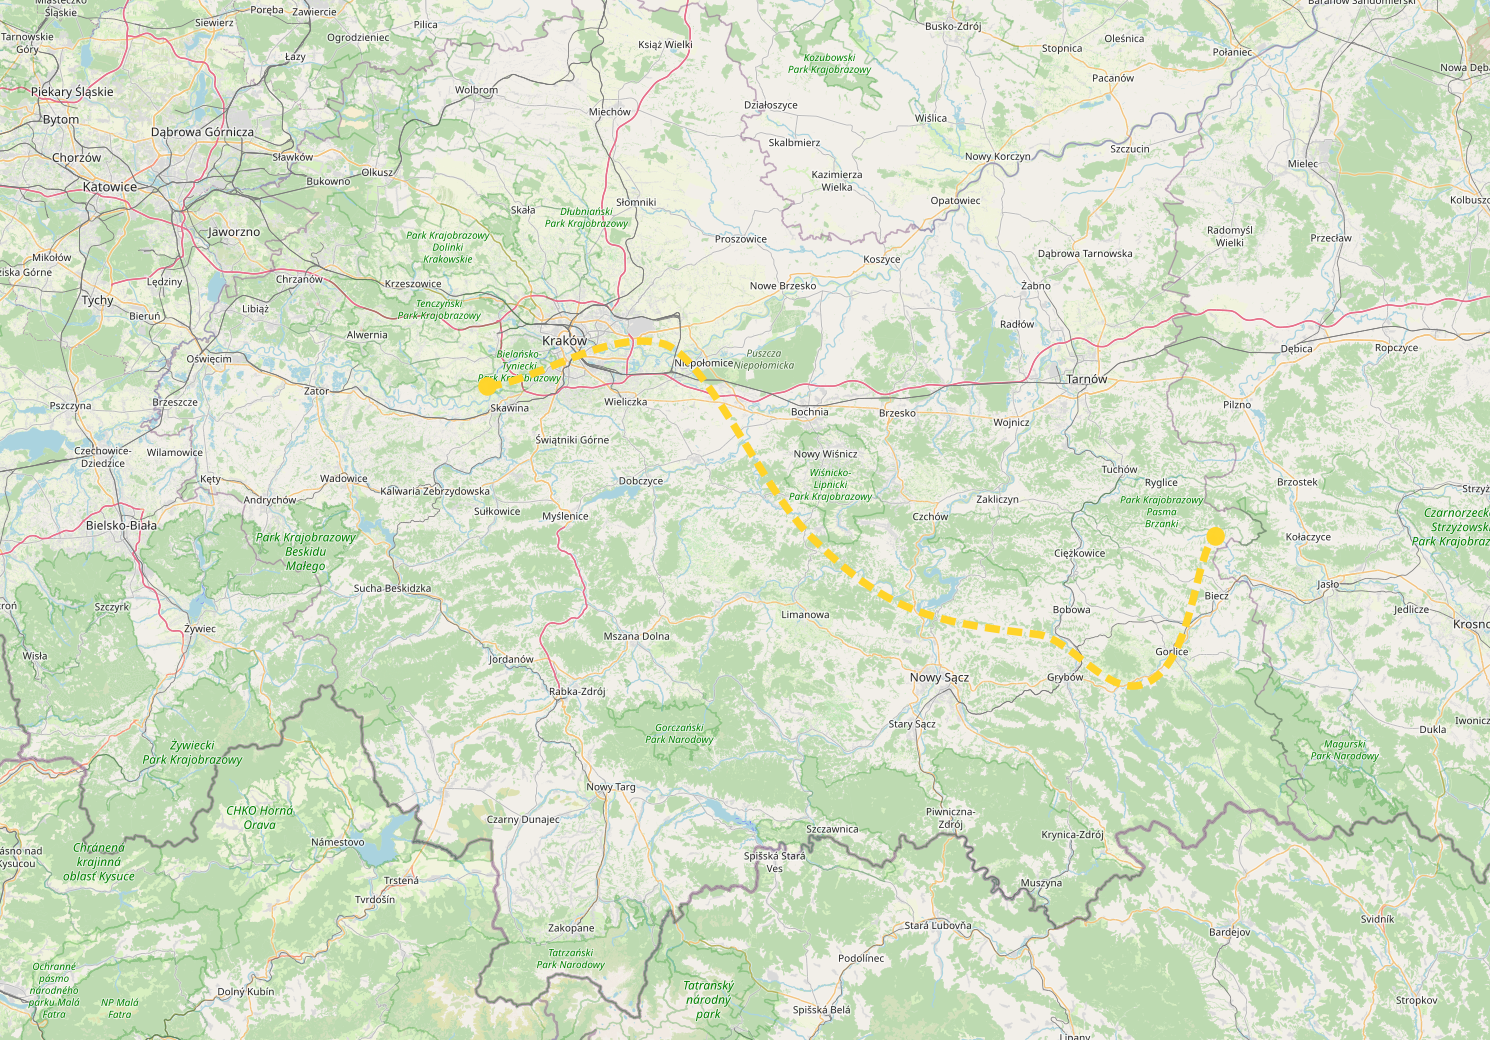 Miasteczko
Śląskie
Poręba
Zawiercie
Baranów Sandomierski
Siewierz
Pilica
Busko-Zdrój
Tarnowskie
Góry
Ogrodzieniec
Książ Wielki
Stopnica
Oleśnica
Połaniec
Łazy
Kozubowski
Park Krajobrazowy
Nowa Dęba
Piekary Śląskie
Wolbrom
Pacanów
Działoszyce
Miechów
Bytom
Dąbrowa Górnicza
Wiślica
Skalbmierz
Szczucin
Chorzów
Sławków
Nowy Korczyn
Mielec
Olkusz
Bukowno
Kazimierza
Wielka
Katowice
Słomniki
Opatowiec
Kolbuszo
Skała
Dłubniański
Park Krajobrazowy
Jaworzno
Park Krajobrazowy
Dolinki
Krakowskie
Proszowice
Radomyśl
Wielki
Przecław
Mikołów
Koszyce
Dąbrowa Tarnowska
ziska Górne
Lędziny
Chrzanów
Krzeszowice
Nowe Brzesko
Żabno
Tychy
Libiąż
Tenczyński
Park Krajobrazowy
Bieruń
Radłów
Alwernia
Kraków
Dębica
Ropczyce
Oświęcim
Bielańsko-
Tyniecki
Park Krajobrazowy
Niepołomice
Puszcza
Niepołomicka
Tarnów
Zator
Pszczyna
Brzeszcze
Skawina
Wieliczka
Bochnia
Brzesko
Wojnicz
Pilzno
Świątniki Górne
Czechowice-
Dziedzice
Wilamowice
Nowy Wiśnicz
Tuchów
Kęty
Wadowice
Kalwaria Zebrzydowska
Dobczyce
Wiśnicko-
Lipnicki
Park Krajobrazowy
Ryglice
Brzostek
Strzyż
Andrychów
Zakliczyn
Park Krajobrazowy
Pasma
Brzanki
Sułkowice
Myślenice
Czchów
Czarnorzecko
Strzyżowski
Park Krajobraz
Bielsko-Biała
Park Krajobrazowy
Beskidu
Małego
Kołaczyce
Ciężkowice
Sucha Beskidzka
Jasło
Biecz
Szczyrk
Limanowa
Bobowa
Jedlicze
Krosno
Żywiec
Mszana Dolna
Wisła
Jordanów
Gorlice
Nowy Sącz
Grybów
Rabka-Zdrój
Stary Sącz
Iwonicz
Dukla
Gorczański
Park Narodowy
Żywiecki
Park Krajobrazowy
Magurski
Park Narodowy
Nowy Targ
CHKO Horná
Orava
Czarny Dunajec
Piwniczna-
Zdrój
Szczawnica
Krynica-Zdrój
Námestovo
ásno nad
Kysucou
Chránená
krajinná
oblasť Kysuce
Spišská Stará
Ves
Trstená
Muszyna
Tvrdošín
Svidník
Zakopane
Stará Ľubovňa
Bardejov
Tatrzański
Park Narodowy
Podolínec
Ochranné
pásmo
národného
parku Malá
Fatra
NP Malá
Fatra
Dolný Kubín
Tatranský
národný
park
Stropkov
Spišská Belá
Lipany